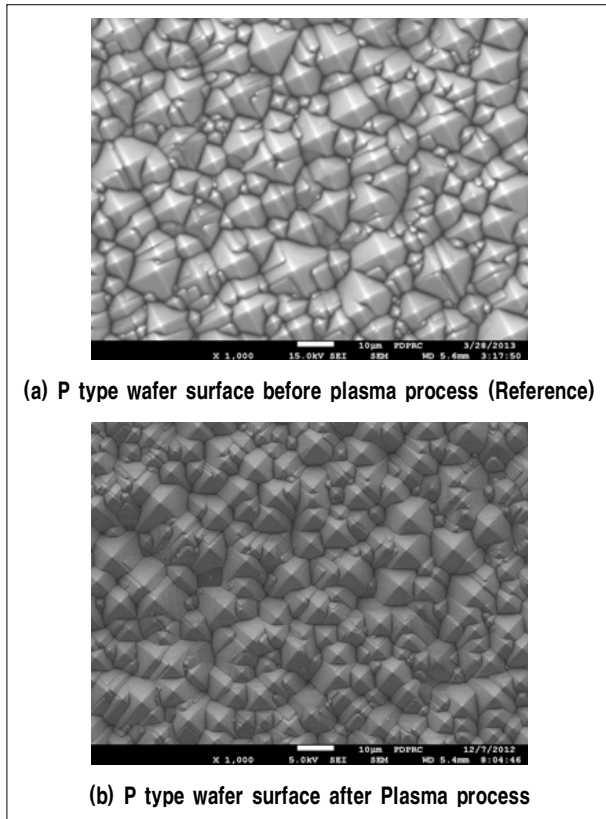 10µm PDPRC 3/28/2013
X 1,000 15.0kV SEI SEM WD 5.6mm 3:17:50
(a) P type wafer surface before plasma process (Reference)
10µm PDPRC 12/7/2012
X 1,000 5.0kV SEI SEM WD 5.4mm 8:04:46
(b) P type wafer surface after Plasma process